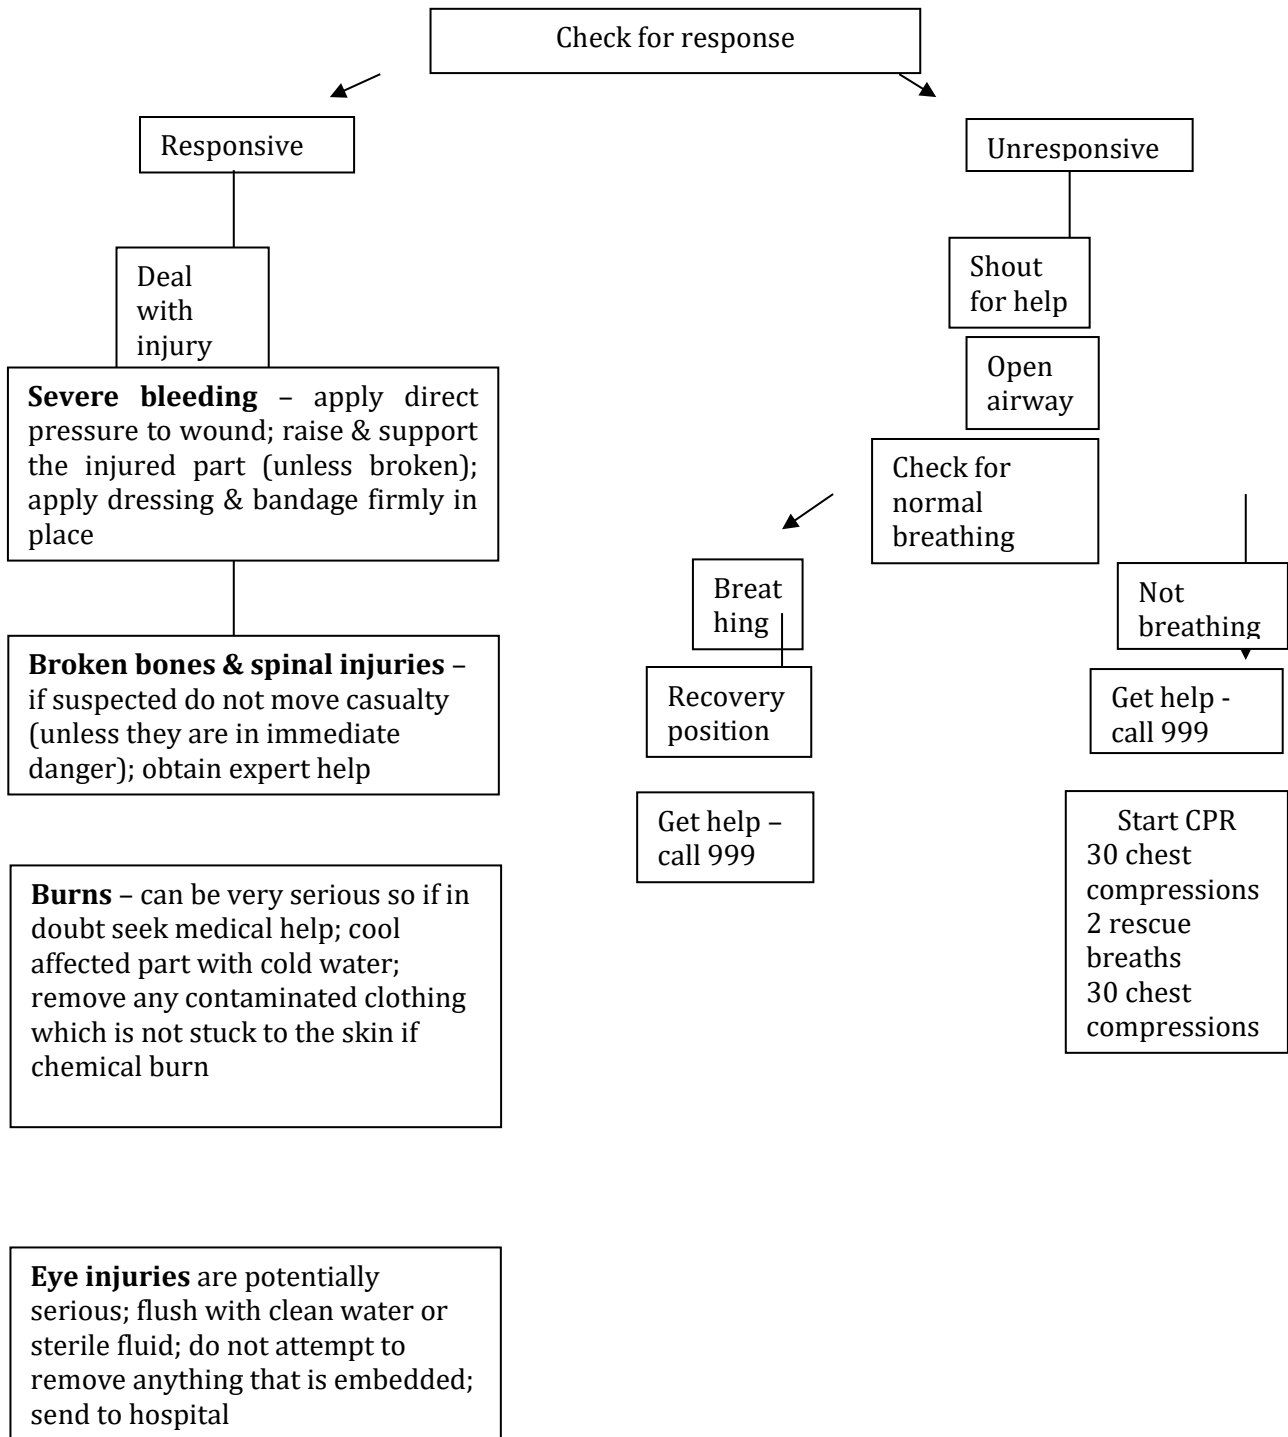 Check for response
Responsive
Unresponsive
Deal
with
injury
Severe bleeding – apply direct
pressure to wound; raise & support
the injured part (unless broken);
apply dressing & bandage firmly in
place
Broken bones & spinal injuries –
if suspected do not move casualty
(unless they are in immediate
danger); obtain expert help
Burns – can be very serious so if in
doubt seek medical help; cool
affected part with cold water;
remove any contaminated clothing
which is not stuck to the skin if
chemical burn
Eye injuries are potentially
serious; flush with clean water or
sterile fluid; do not attempt to
remove anything that is embedded;
send to hospital
Shout
for help
Open
airway
Check for
normal
breathing
Breat
hing
Recovery
position
Get help –
call 999
Not
breathing
Get help -
call 999
Start CPR
30 chest
compressions
2 rescue
breaths
30 chest
compressions